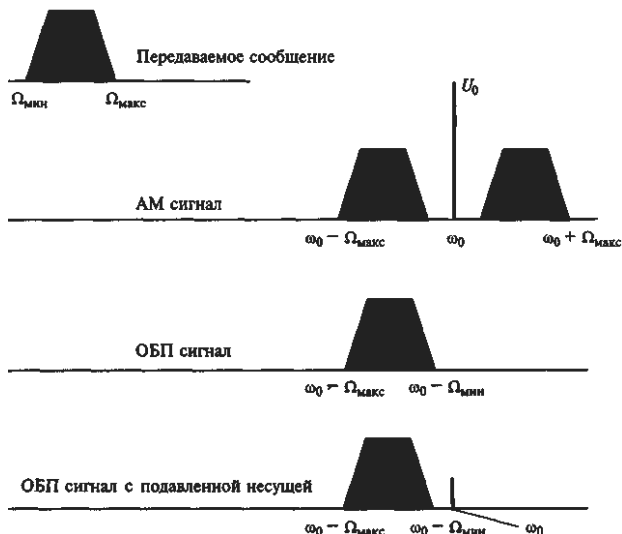 Передаваемое сообщение
Ωмин Ωмакс
U0
АМ сигнал
ω0 − Ωмакс ω0 ω0 + Ωмакс
ОБП сигнал
ω0 − Ωмакс ω0 − Ωмин
ОБП сигнал с подавленной несущей
ω0 − Ωмакс ω0 − Ωмин ω0